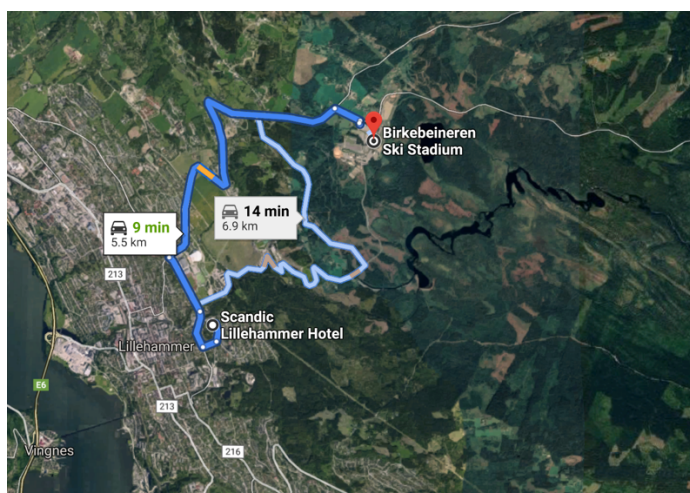 Birkebeineren
Ski Stadium
14 min
6.9 km
9 min
5.5 km
213
Scandic
Lillehammer Hotel
Lillehammer
E6
213
216
Vingnes